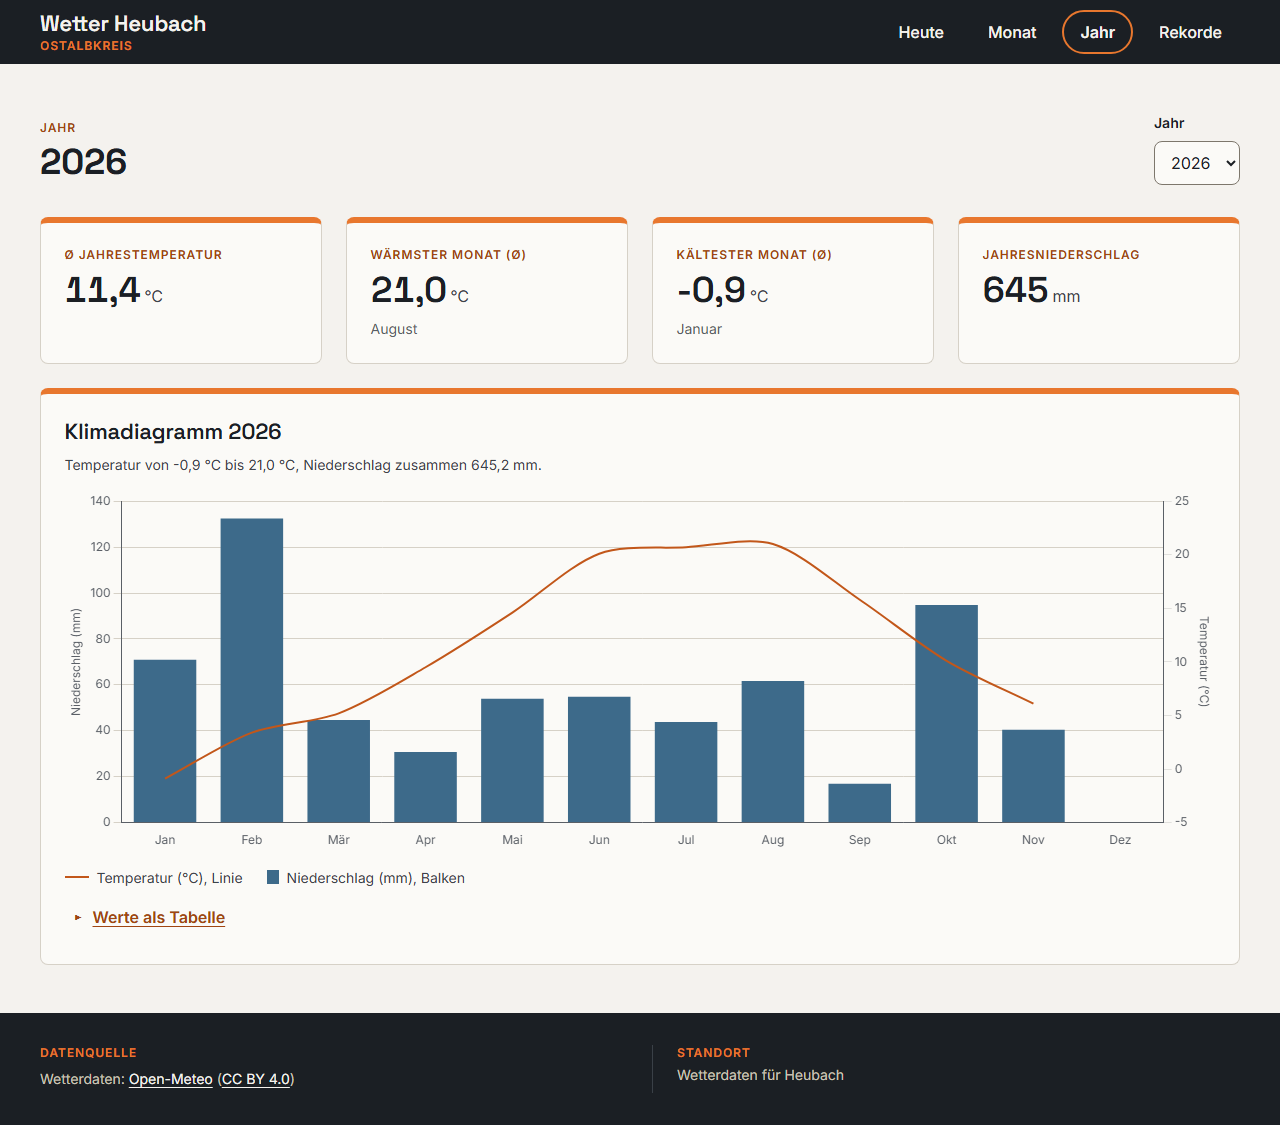 Wetter Heubach
OSTALBKREIS
Heute
Monat
Jahr
Rekorde
JAHR
2026
Jahr
2026
Ø JAHRESTEMPERATUR
11,4 °C
WÄRMSTER MONAT (Ø)
21,0 °C
August
KÄLTESTER MONAT (Ø)
-0,9 °C
Januar
JAHRESNIEDERSCHLAG
645 mm
Klimadiagramm 2026
Temperatur von -0,9 °C bis 21,0 °C, Niederschlag zusammen 645,2 mm.
Niederschlag (mm)
140
120
100
80
60
40
20
0
25
20
15
10
5
0
-5
Temperatur (°C)
Jan
Feb
Mär
Apr
Mai
Jun
Jul
Aug
Sep
Okt
Nov
Dez
Temperatur (°C), Linie
Niederschlag (mm), Balken
Werte als Tabelle
DATENQUELLE
Wetterdaten: Open-Meteo (CC BY 4.0)
STANDORT
Wetterdaten für Heubach